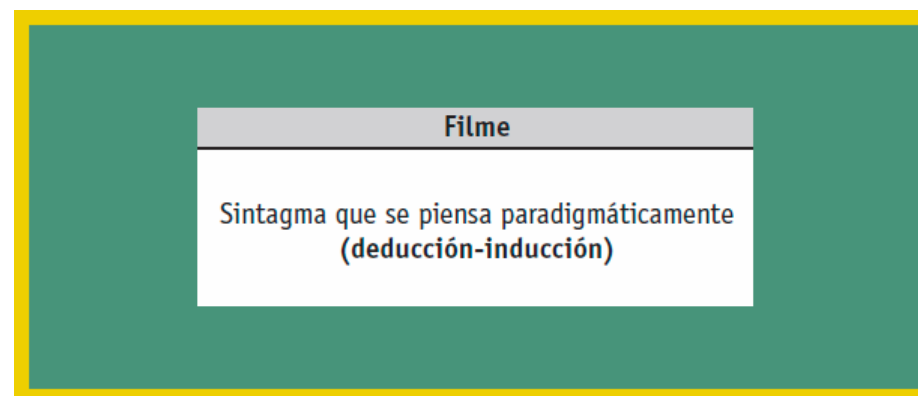 Filme
Sintagma que se piensa paradigmáticamente
(deducción-inducción)